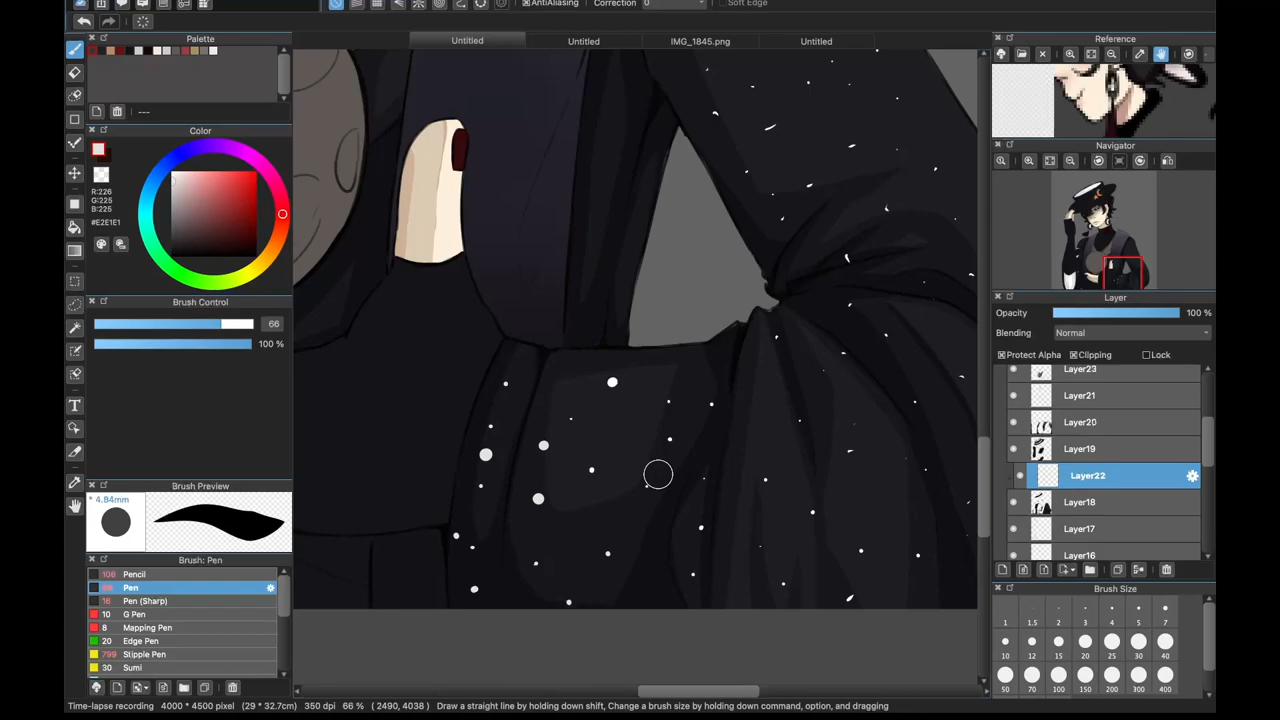 AntiAliasing Correction 0 Soft Edge
Palette
---
Color
R:226
G:225
B:225
#E2E1E1
Brush Control
66
100 %
Brush Preview
* 4.84mm
Brush: Pen
106 Pencil
66 Pen
16 Pen (Sharp)
10 G Pen
8 Mapping Pen
20 Edge Pen
799 Stipple Pen
30 Sumi
Untitled Untitled IMG_1845.png Untitled
Reference
Navigator
Layer
Opacity 100 %
Blending Normal
Protect Alpha Clipping Lock
Layer23
Layer21
Layer20
Layer19
Layer22
Layer18
Layer17
Layer16
Brush Size
1 1.5 2 3 4 5 7
10 12 15 20 25 30 40
50 70 100 150 200 300 400
Time-lapse recording 4000 * 4500 pixel (29 * 32.7cm) 350 dpi 66 % ( 2490, 4038 ) Draw a straight line by holding down shift, Change a brush size by holding down command, option, and dragging